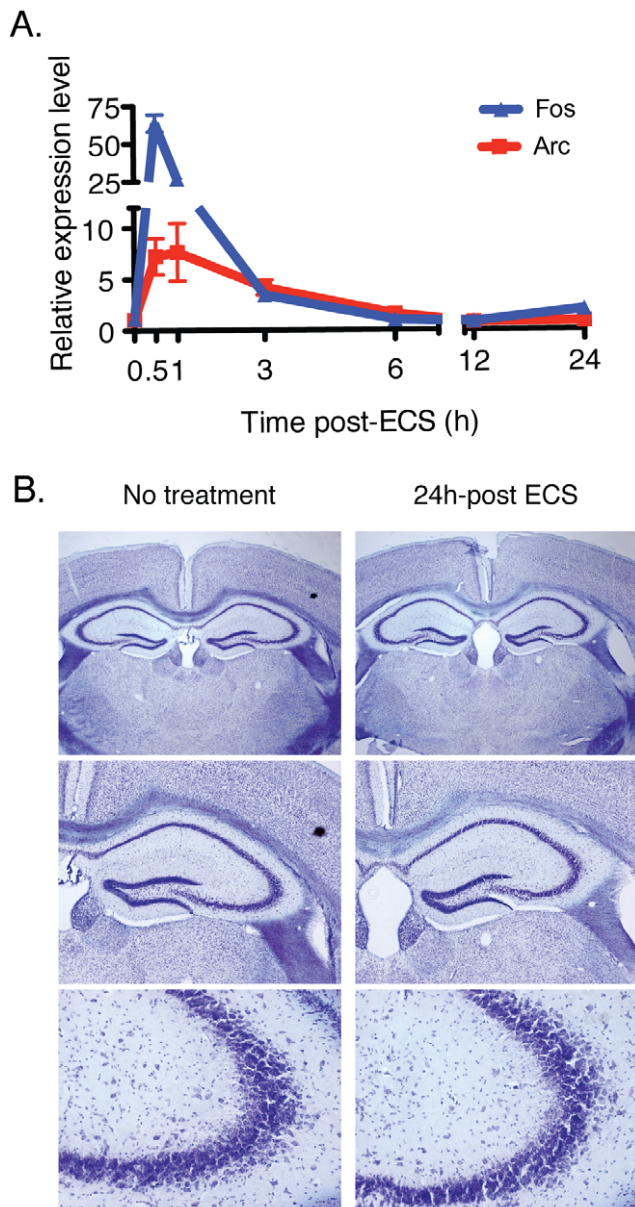 A.
Relative expression level
75
50
25
10
5
0
Fos
Arc
0.51 3 6 12 24
Time post-ECS (h)
B.
No treatment 24h-post ECS